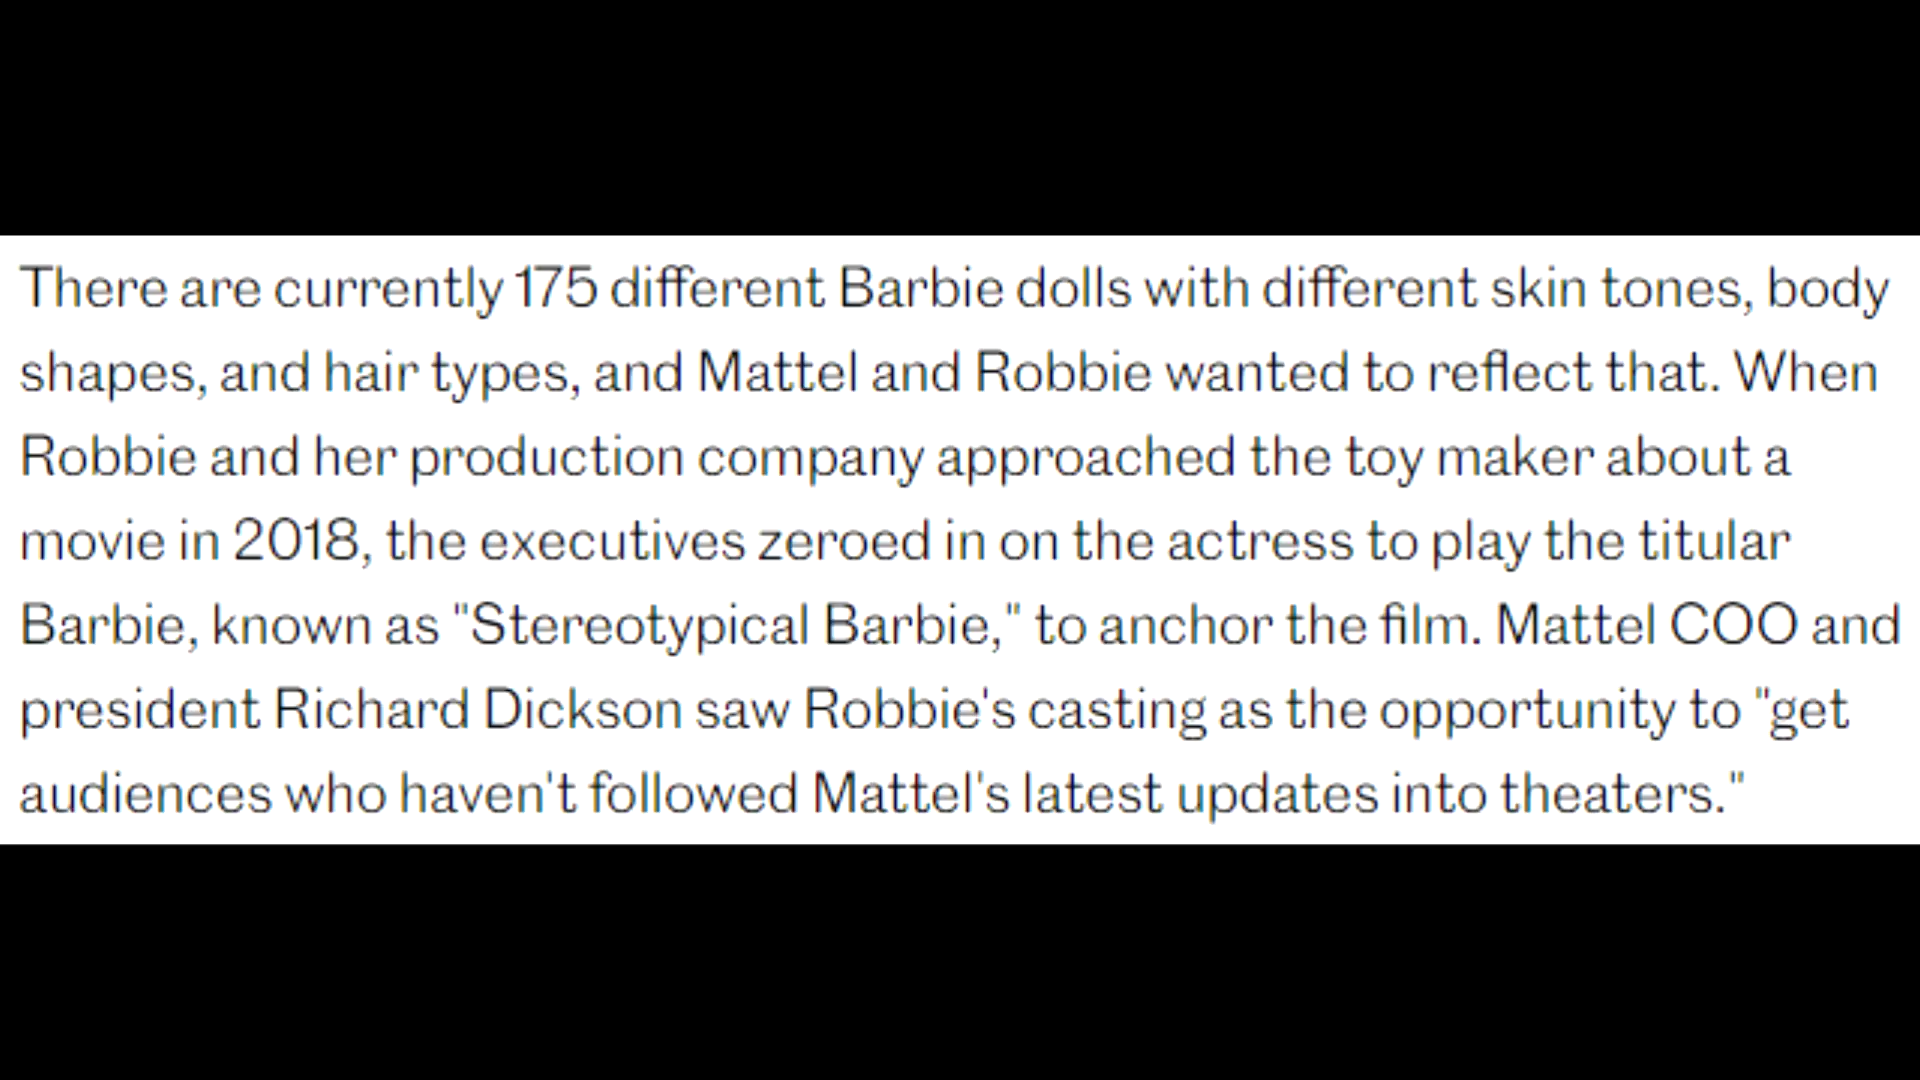 There are currently 175 different Barbie dolls with different skin tones, body
shapes, and hair types, and Mattel and Robbie wanted to reflect that. When
Robbie and her production company approached the toy maker about a
movie in 2018, the executives zeroed in on the actress to play the titular
Barbie, known as "Stereotypical Barbie," to anchor the film. Mattel COO and
president Richard Dickson saw Robbie's casting as the opportunity to "get
audiences who haven't followed Mattel's latest updates into theaters."